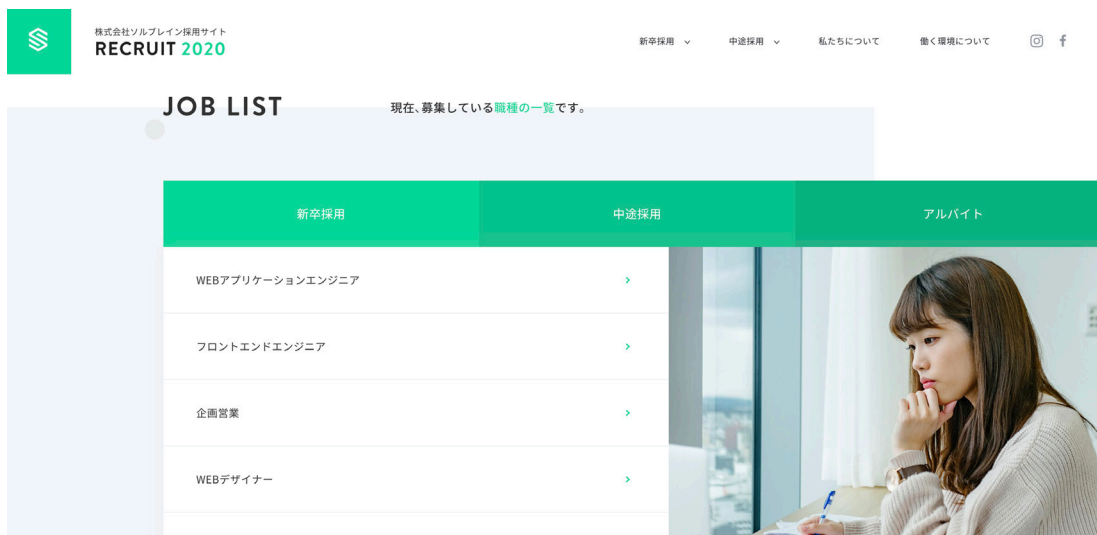 株式会社ソルブレイン採用サイト
RECRUIT 2020
新卒採用
中途採用
私たちについて
働く環境について
JOB LIST
現在、募集している職種の一覧です。
新卒採用
中途採用
アルバイト
WEBアプリケーションエンジニア
フロントエンドエンジニア
企画営業
WEBデザイナー